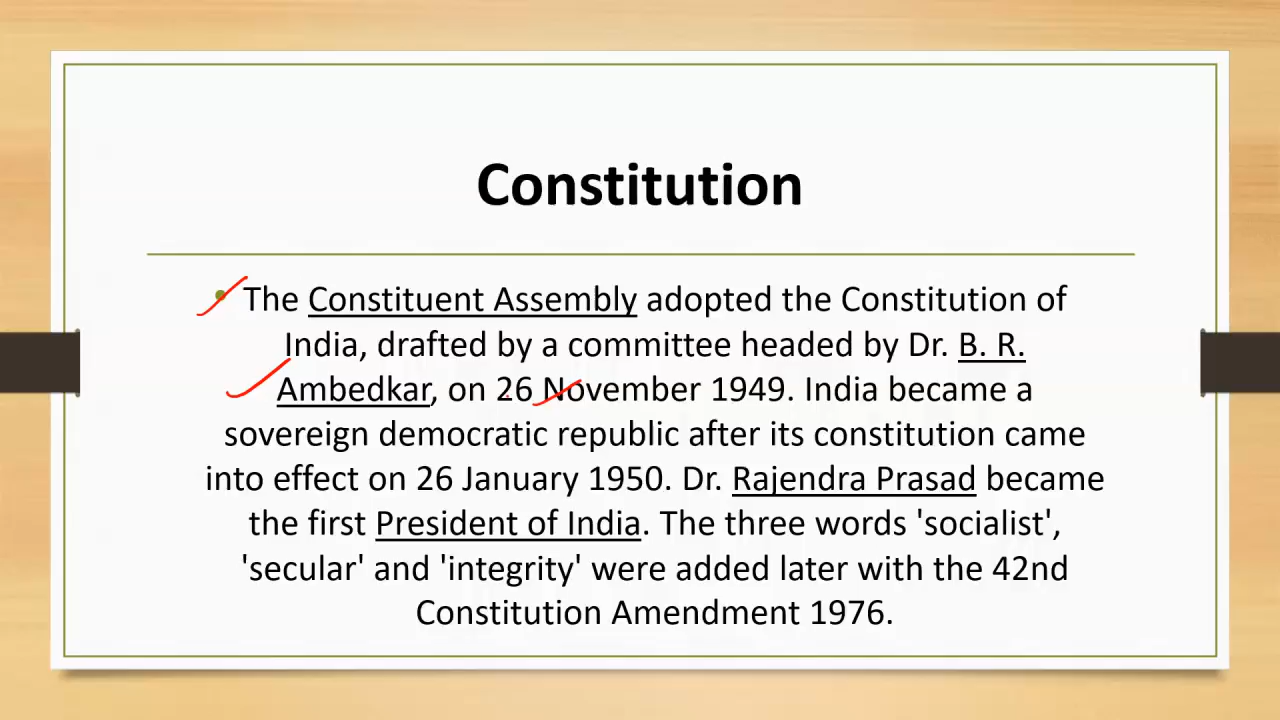 Constitution
• The Constituent Assembly adopted the Constitution of
India, drafted by a committee headed by Dr. B. R.
Ambedkar, on 26 November 1949. India became a
sovereign democratic republic after its constitution came
into effect on 26 January 1950. Dr. Rajendra Prasad became
the first President of India. The three words 'socialist',
'secular' and 'integrity' were added later with the 42nd
Constitution Amendment 1976.